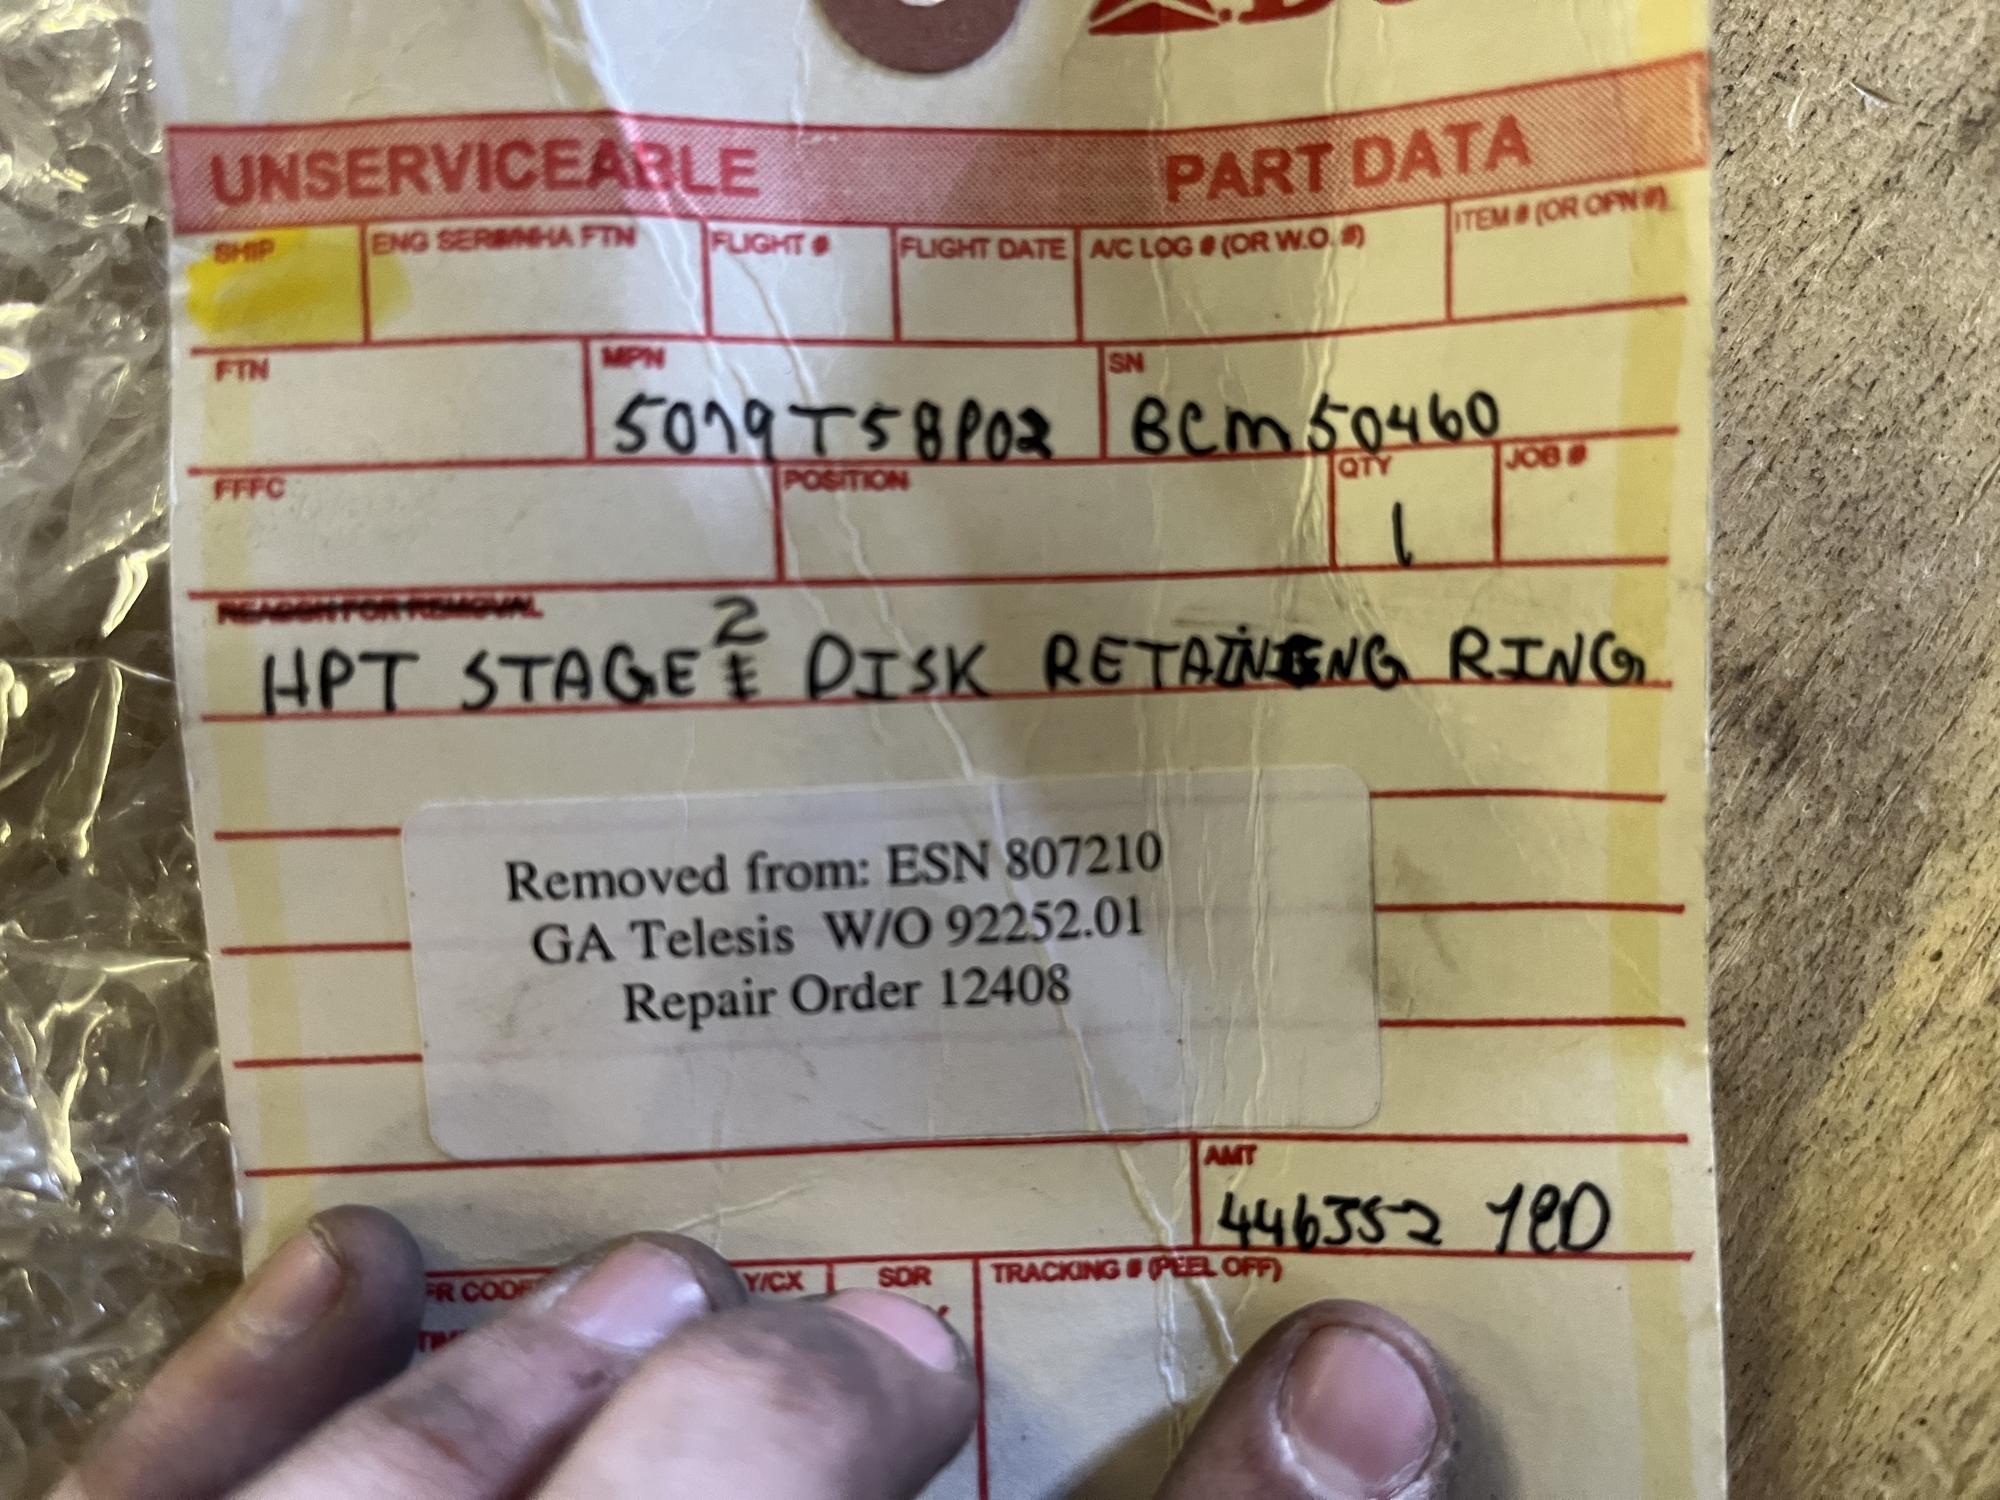 UNSERVICEABLE PART DATA
SHIP ENG SER#/NHA FTN FLIGHT # FLIGHT DATE A/C LOG # (OR W.O. #) ITEM # (OR OPN #)
FTN MPN SN
5079T58P02 BCM50460
FFFC POSITION QTY JOB #
1
REASON FOR REMOVAL
2
HPT STAGE DISK RETAINING RING
Removed from: ESN 807210
GA Telesis W/O 92252.01
Repair Order 12408
AMT
446352
Y/CX SDR TRACKING # (PEEL OFF)